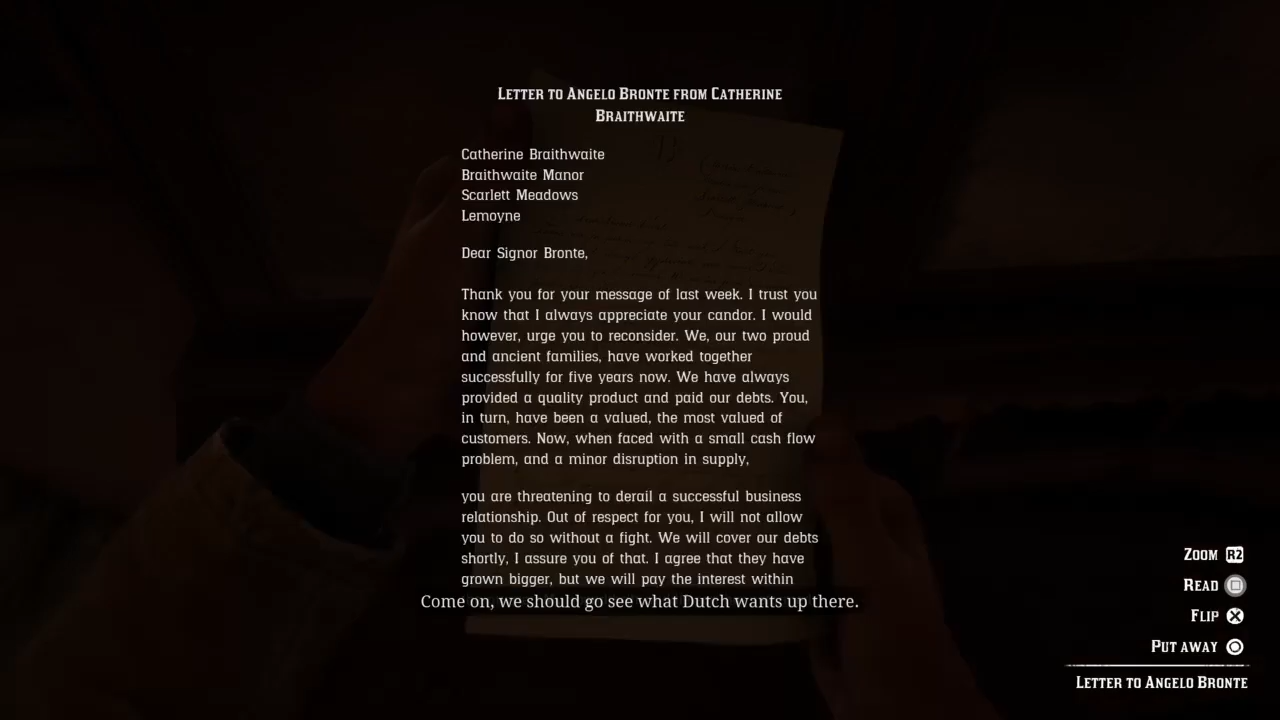 LETTER TO ANGELO BRONTE FROM CATHERINE
BRAITHWAITE
Catherine Braithwaite
Braithwaite Manor
Scarlett Meadows
Lemoyne
Dear Signor Bronte,
Thank you for your message of last week. I trust you
know that I always appreciate your candor. I would
however, urge you to reconsider. We, our two proud
and ancient families, have worked together
successfully for five years now. We have always
provided a quality product and paid our debts. You,
in turn, have been a valued, the most valued of
customers. Now, when faced with a small cash flow
problem, and a minor disruption in supply,
you are threatening to derail a successful business
relationship. Out of respect for you, I will not allow
you to do so without a fight. We will cover our debts
shortly, I assure you of that. I agree that they have
grown bigger, but we will pay the interest within
Come on, we should go see what Dutch wants up there.
ZOOM R2
READ
FLIP
PUT AWAY
LETTER TO ANGELO BRONTE